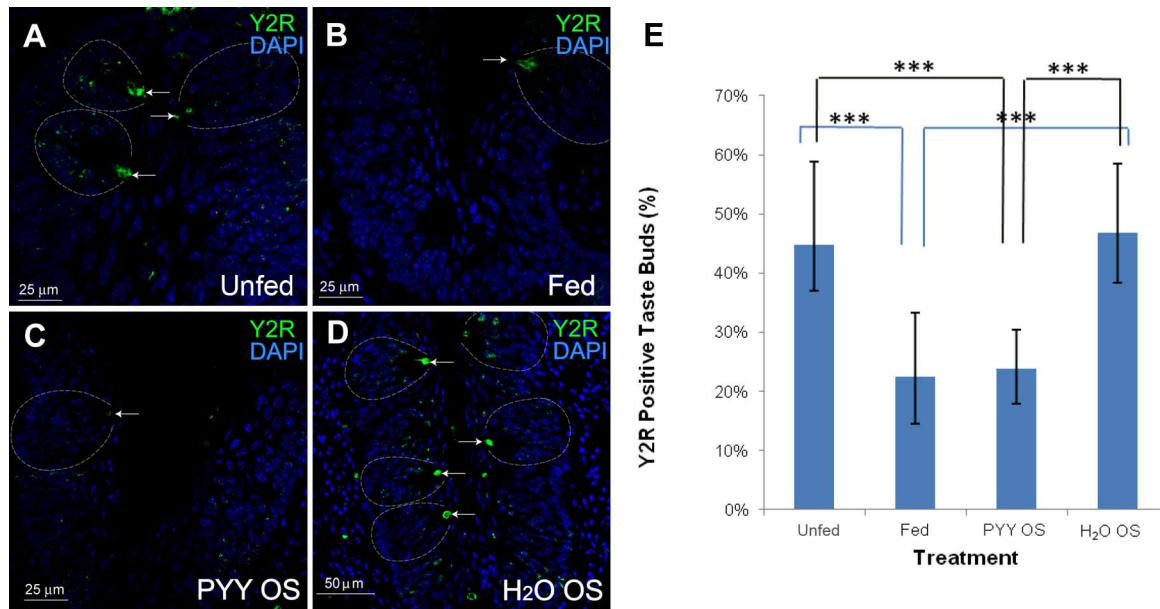 A
Y2R
DAPI
25 μm
Unfed
B
Y2R
DAPI
25 μm
Fed
C
Y2R
DAPI
25 μm
PYY OS
D
Y2R
DAPI
50 μm
H₂O OS
E
***
***
***
***
Y2R Positive Taste Buds (%)
70%
60%
50%
40%
30%
20%
10%
0%
Unfed Fed PYY OS H₂O OS
Treatment